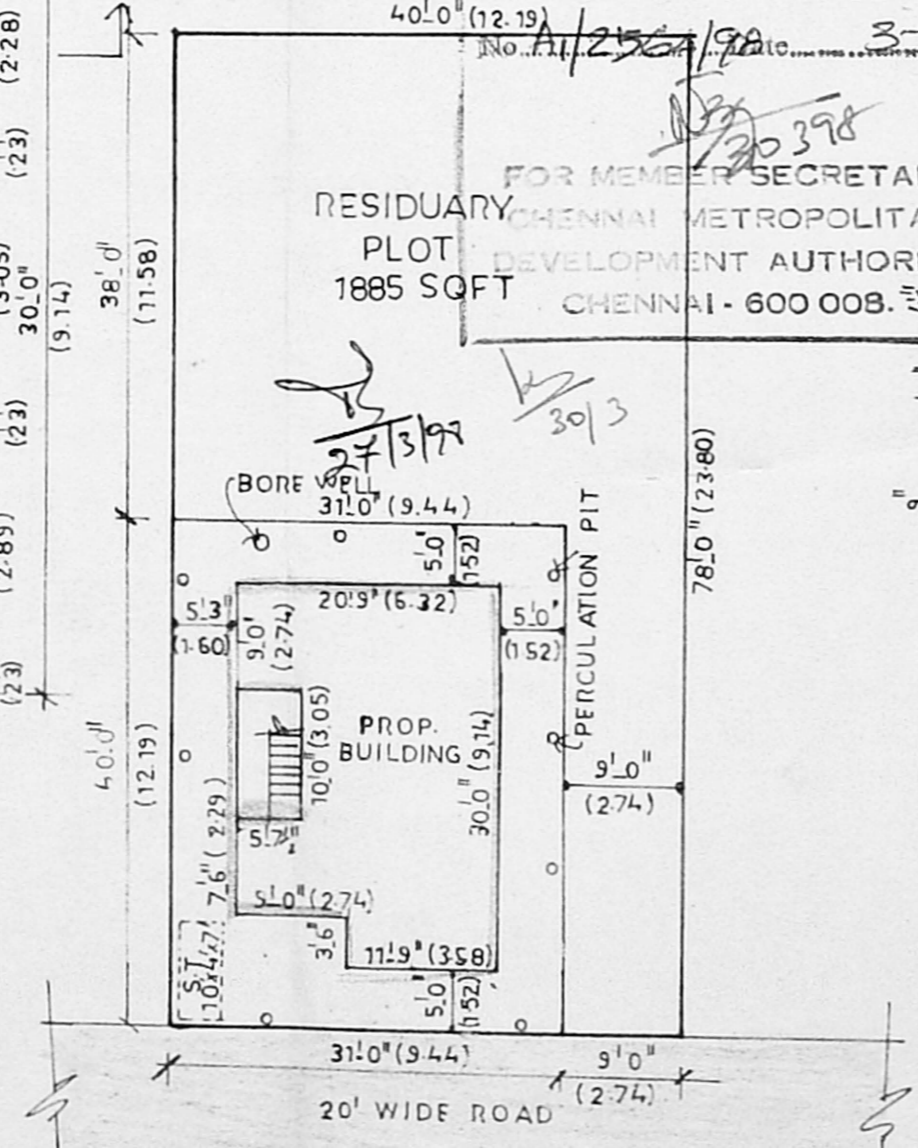 40'-0" (12.19)
No. A1/256 /98 Date 3-
30398
FOR MEMBER SECRETA
CHENNAI METROPOLITA
DEVELOPMENT AUTHOR
CHENNAI - 600 008.
RESIDUARY
PLOT
1885 SQFT
(2.28)
(.23)
30'-0"
(9.14)
(.23)
(2.89)
(.23)
38'-0"
(11.58)
27/3/98
30/3
78'-0" (23.80)
BORE WELL
31'-0" (9.44)
5'-0"
(1.52)
PERCULATION PIT
20'-9" (6.32)
5'-3"
(1.60)
9'-0"
(2.74)
5'-0"
(1.52)
PROP.
BUILDING
10'-0" (3.05)
30'-0" (9.14)
40'-0"
(12.19)
9'-0"
(2.74)
5'-7½"
7'-6" (2.29)
9'-0" (2.74)
3'-6"
11'-9" (3.58)
S.T
10'x4'x7'
5'-0"
(1.52)
31'-0" (9.44)
9'-0"
(2.74)
20' WIDE ROAD